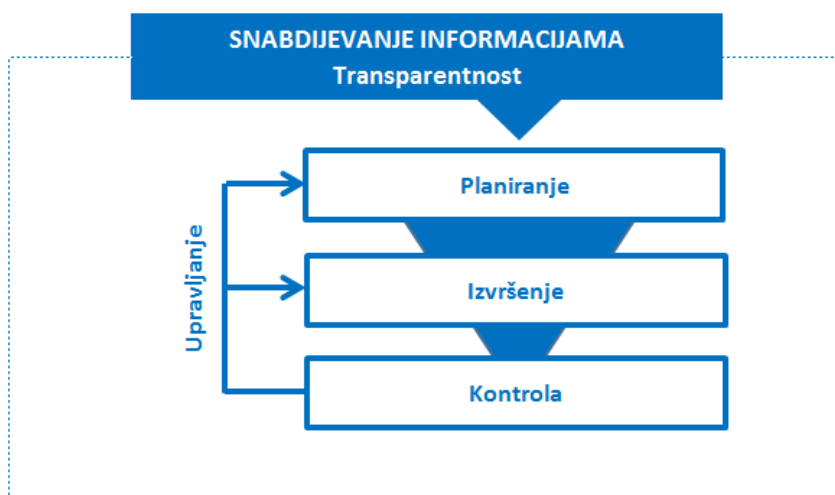 SNABDIJEVANJE INFORMACIJAMA
Transparentnost
Planiranje
Upravljanje
Izvršenje
Kontrola